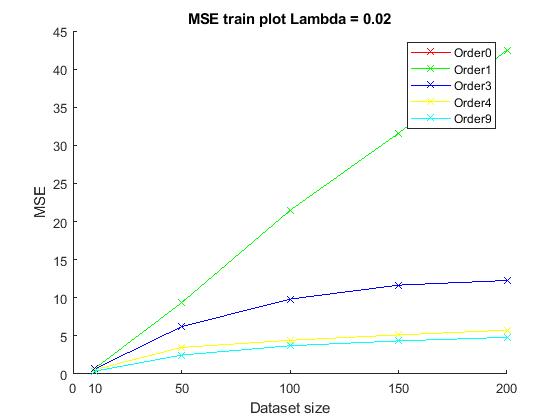 MSE train plot Lambda = 0.02
45
40
35
30
25
20
15
10
5
0
MSE
Order0
Order1
Order3
Order4
Order9
0 10 50 100 150 200
Dataset size